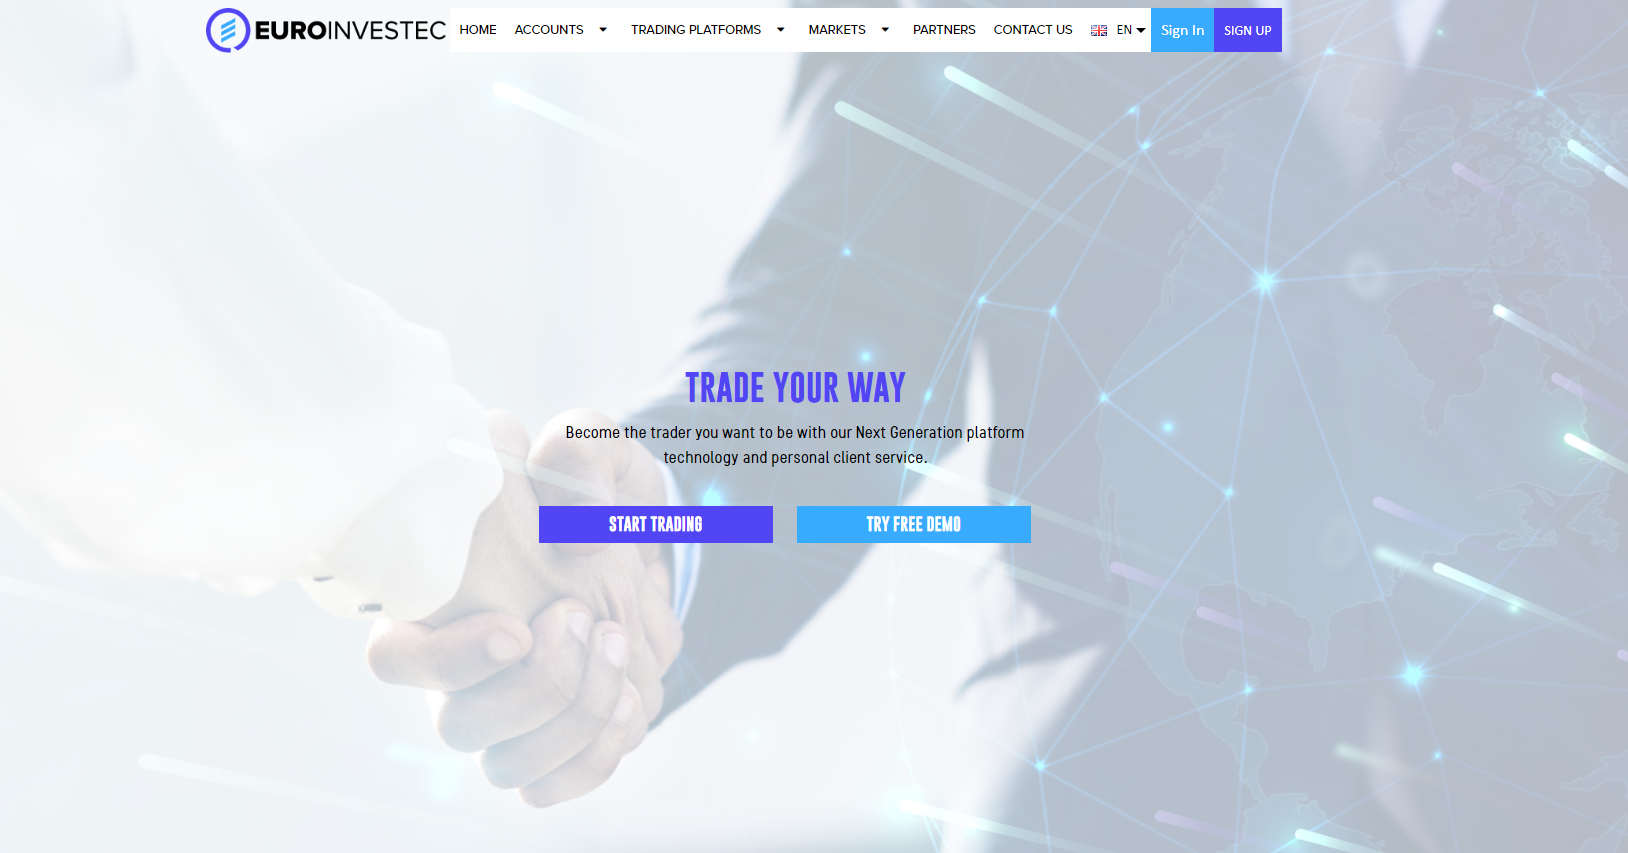 EUROINVESTEC HOME ACCOUNTS TRADING PLATFORMS MARKETS PARTNERS CONTACT US EN Sign In SIGN UP
TRADE YOUR WAY
Become the trader you want to be with our Next Generation platform
technology and personal client service.
START TRADING TRY FREE DEMO